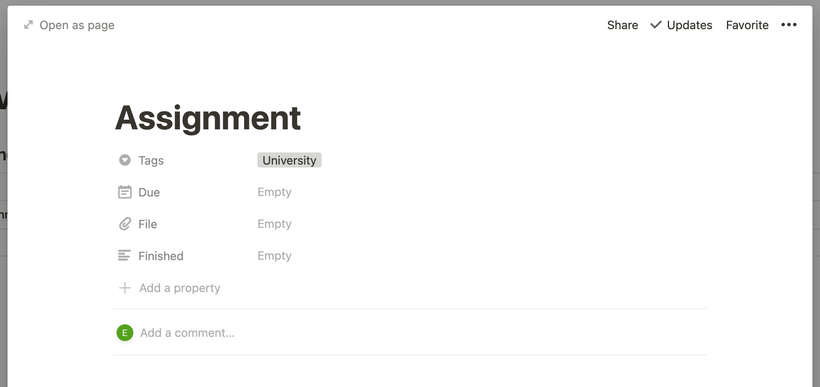 Open as page Share Updates Favorite
Assignment
Tags University
Due Empty
File Empty
Finished Empty
Add a property
E Add a comment...